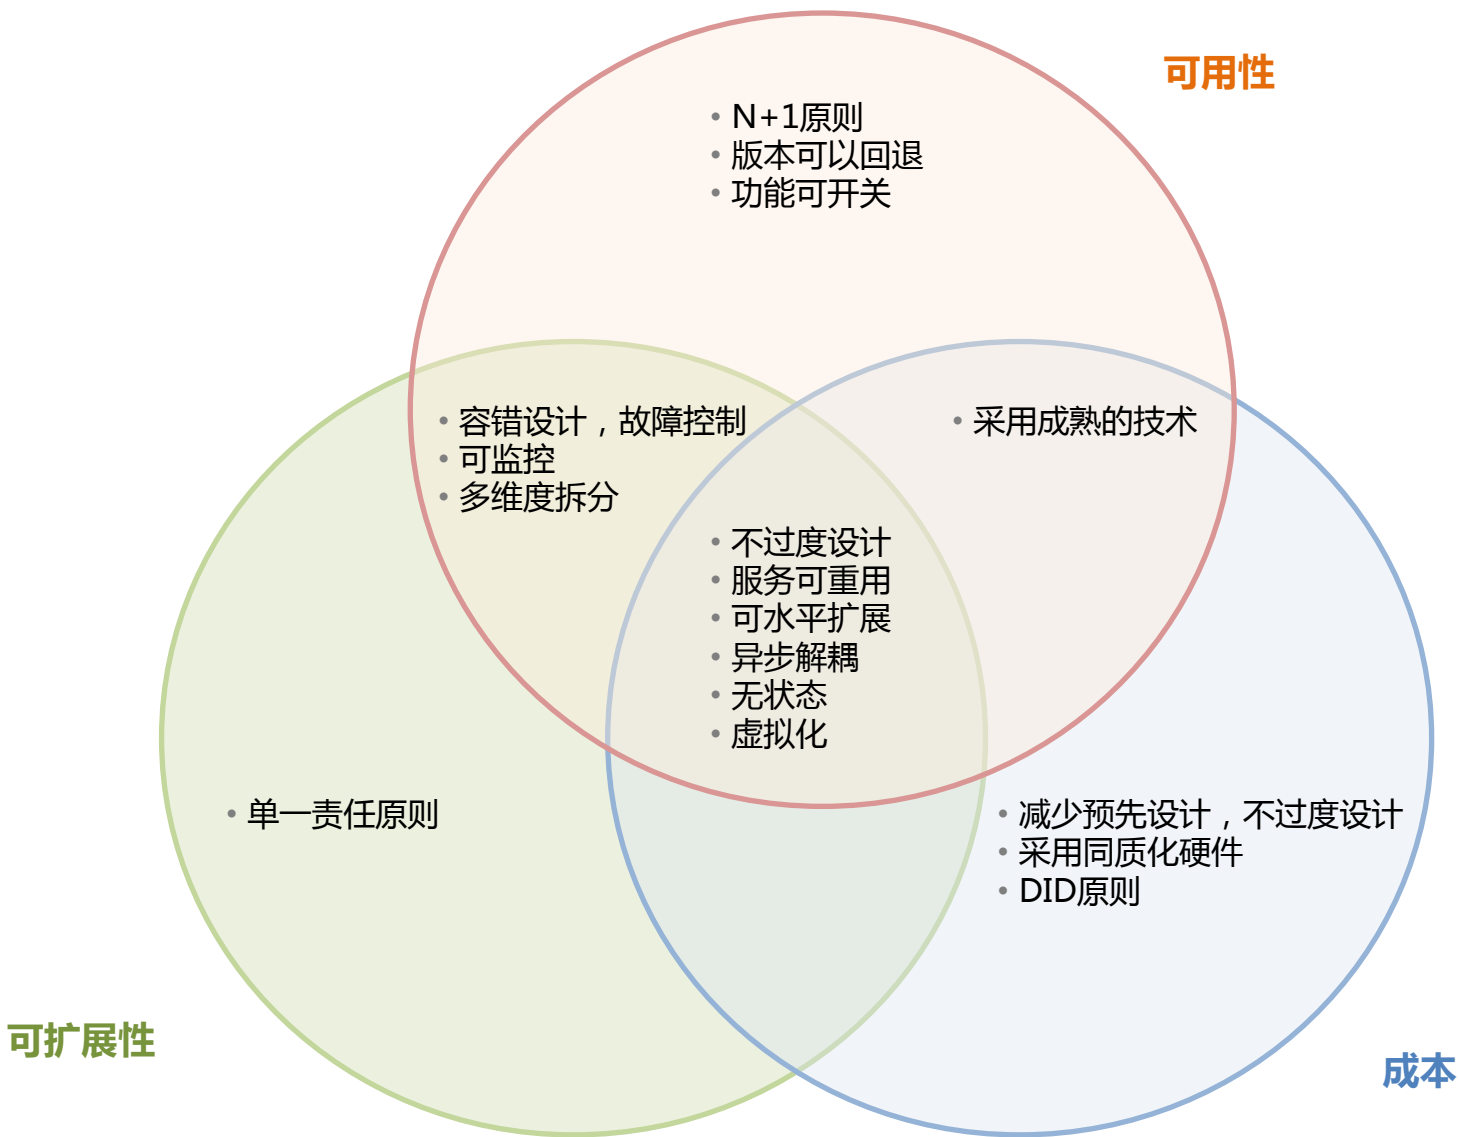 可用性
• N+1原则
• 版本可以回退
• 功能可开关
• 容错设计，故障控制
• 可监控
• 多维度拆分
• 采用成熟的技术
• 不过度设计
• 服务可重用
• 可水平扩展
• 异步解耦
• 无状态
• 虚拟化
• 单一责任原则
• 减少预先设计，不过度设计
• 采用同质化硬件
• DID原则
可扩展性
成本